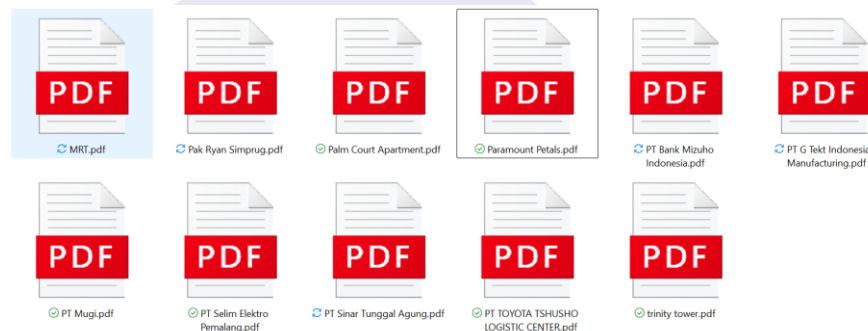 PDF
PDF
PDF
PDF
PDF
PDF
MRT.pdf
Pak Ryan Simprug.pdf
Palm Court Apartment.pdf
Paramount Petals.pdf
PT Bank Mizuho
Indonesia.pdf
PT G Tekt Indonesia
Manufacturing.pdf
PDF
PDF
PDF
PDF
PDF
PT Mugi.pdf
PT Selim Elektro
Pemalang.pdf
PT Sinar Tunggal Agung.pdf
PT TOYOTA TSHUSHO
LOGISTIC CENTER.pdf
trinity tower.pdf